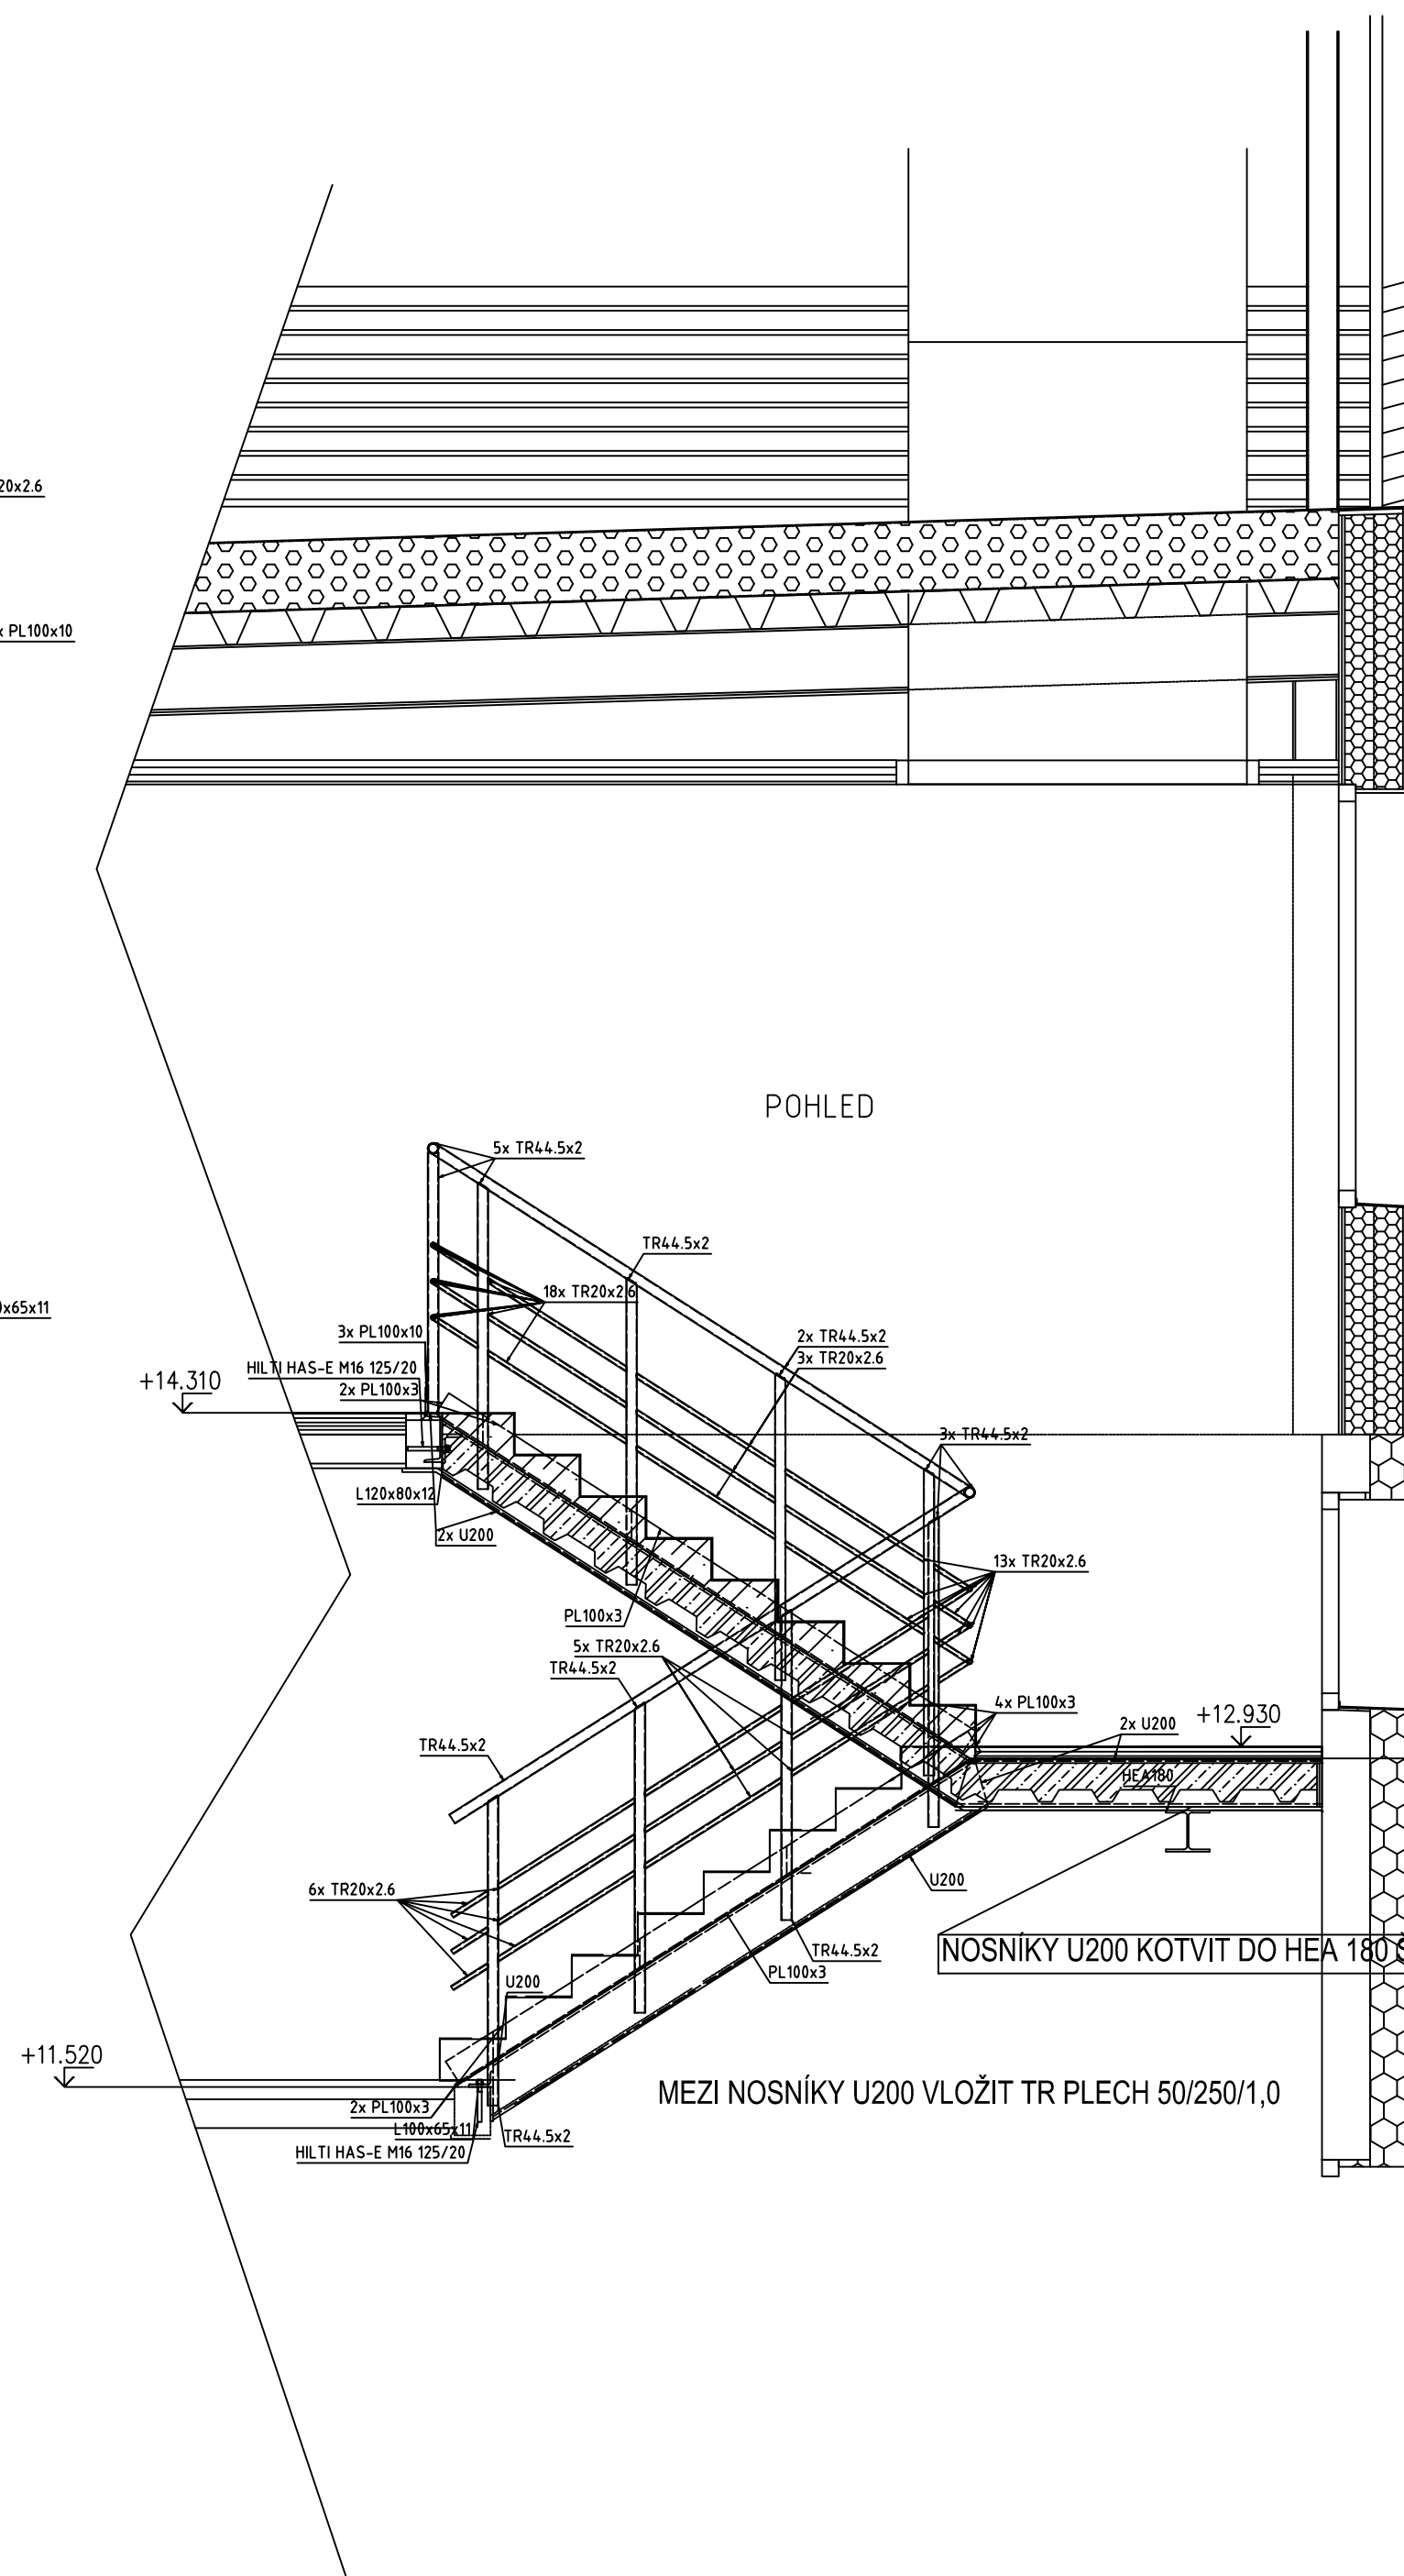 20x2.6
x PL100x10
POHLED
5x TR44.5x2
TR44.5x2
18x TR20x2.6
x65x11
3x PL100x10
2x TR44.5x2
3x TR20x2.6
HILTI HAS-E M16 125/20
+14.310
2x PL100x3
3x TR44.5x2
L120x80x12
2x U200
13x TR20x2.6
PL100x3
5x TR20x2.6
TR44.5x2
4x PL100x3
+12.930
2x U200
TR44.5x2
HEA180
U200
6x TR20x2.6
NOSNÍKY U200 KOTVIT DO HEA 180
TR44.5x2
PL100x3
U200
+11.520
MEZI NOSNÍKY U200 VLOŽIT TR PLECH 50/250/1,0
2x PL100x3
L100x65x11
TR44.5x2
HILTI HAS-E M16 125/20